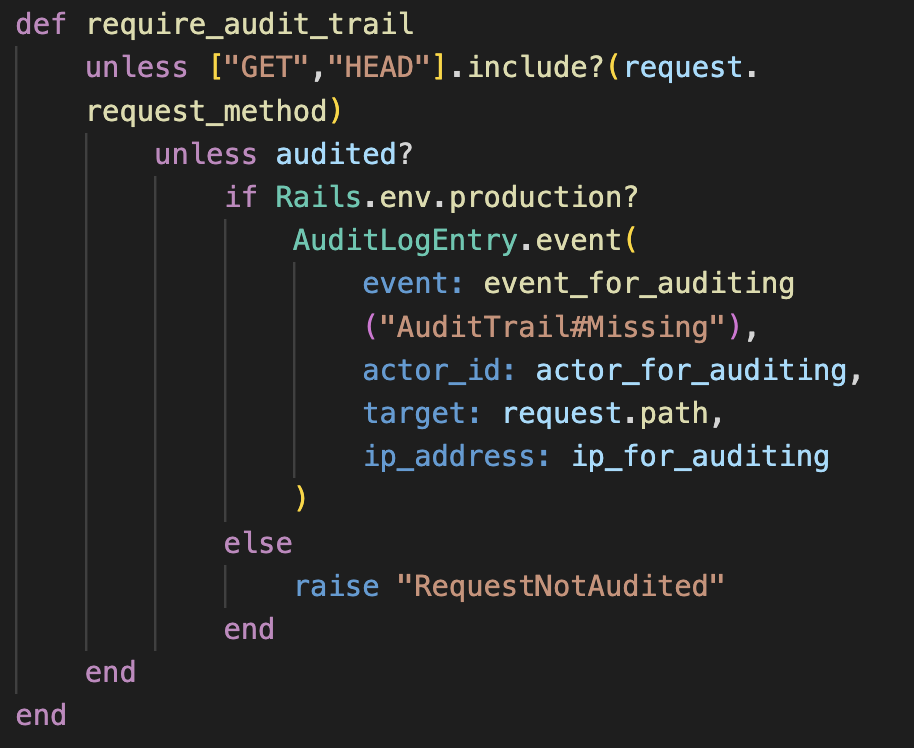 def require_audit_trail
    unless ["GET","HEAD"].include?(request.
    request_method)
        unless audited?
            if Rails.env.production?
                AuditLogEntry.event(
                    event: event_for_auditing
                    ("AuditTrail#Missing"),
                    actor_id: actor_for_auditing,
                    target: request.path,
                    ip_address: ip_for_auditing
                )
            else
                raise "RequestNotAudited"
            end
    end
end